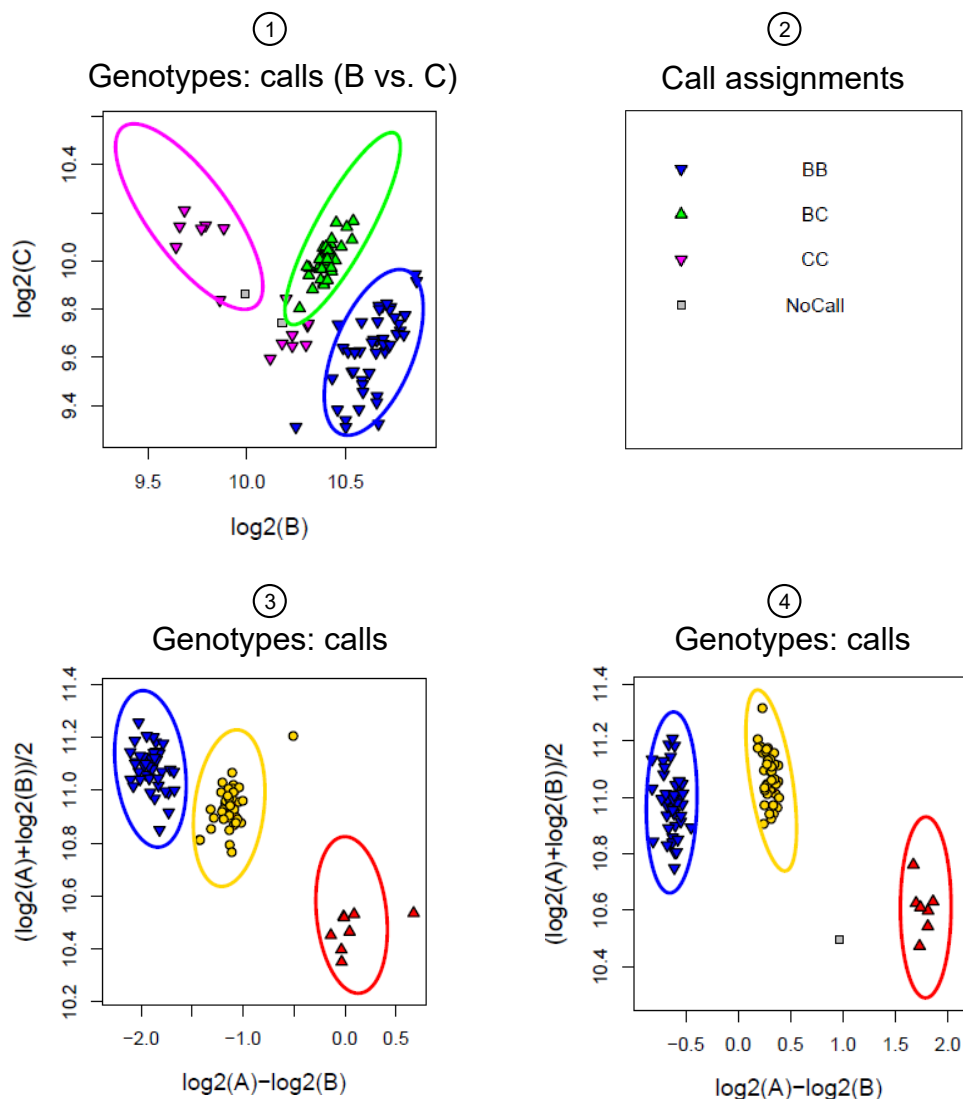 ①
Genotypes: calls (B vs. C)
10.4
10.2
10.0
9.8
9.6
9.4
log2(C)
9.5 10.0 10.5
log2(B)
②
Call assignments
BB
BC
CC
NoCall
③
Genotypes: calls
11.4
11.2
11.0
10.8
10.6
10.4
10.2
(log2(A)+log2(B))/2
−2.0 −1.0 0.0 0.5
log2(A)−log2(B)
④
Genotypes: calls
11.4
11.2
11.0
10.8
10.6
10.4
(log2(A)+log2(B))/2
−0.5 0.0 0.5 1.0 1.5 2.0
log2(A)−log2(B)